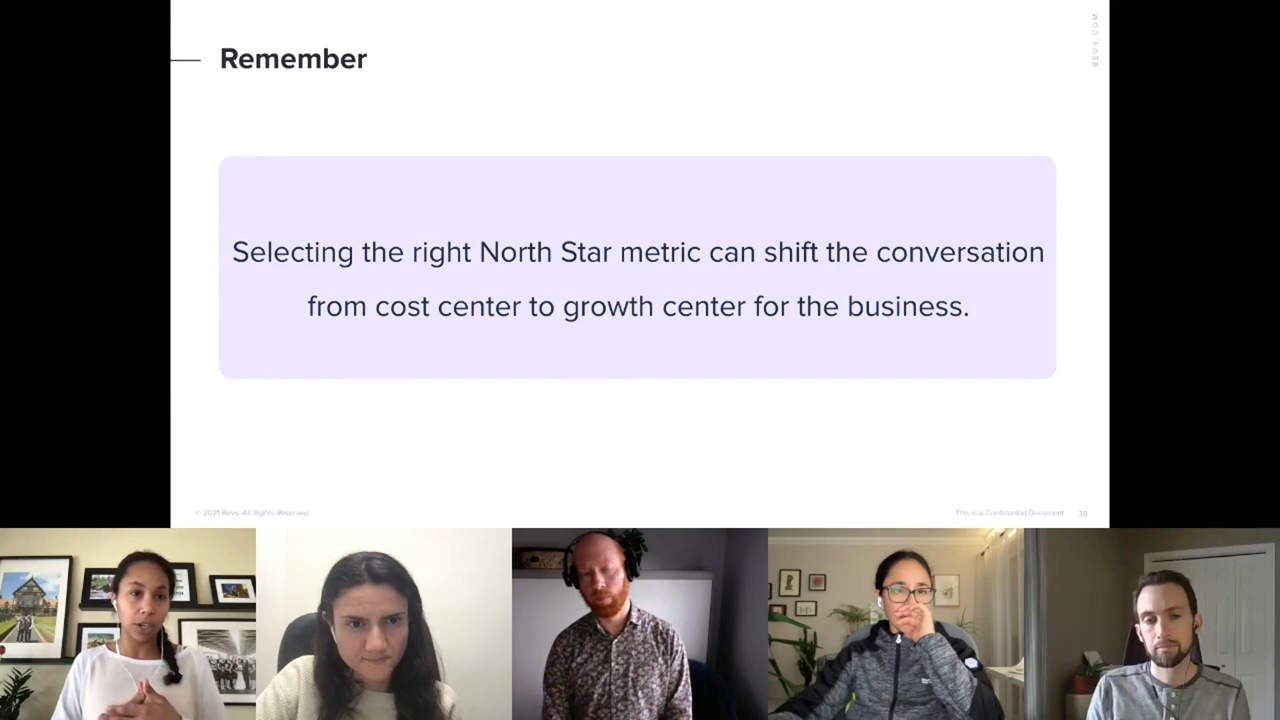 BEVY.COM
Remember
Selecting the right North Star metric can shift the conversation
from cost center to growth center for the business.
© 2021 Bevy. All Rights Reserved.
This is a Confidential Document 35